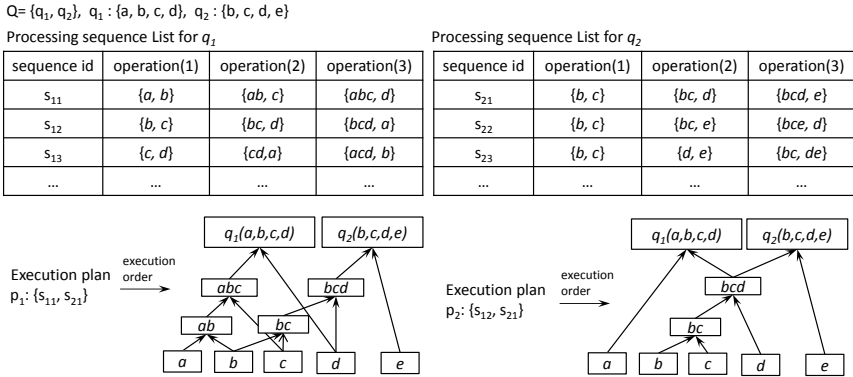 Q= {q1, q2}, q1 : {a, b, c, d}, q2 : {b, c, d, e}
Processing sequence List for q1
sequence id operation(1) operation(2) operation(3)
s11 {a, b} {ab, c} {abc, d}
s12 {b, c} {bc, d} {bcd, a}
s13 {c, d} {cd,a} {acd, b}
... ... ... ...
Processing sequence List for q2
sequence id operation(1) operation(2) operation(3)
s21 {b, c} {bc, d} {bcd, e}
s22 {b, c} {bc, e} {bce, d}
s23 {b, c} {d, e} {bc, de}
... ... ... ...
Execution plan
p1: {s11, s21}
execution
order
q1(a,b,c,d) q2(b,c,d,e)
abc bcd
ab bc
a b c d e
Execution plan
p2: {s12, s21}
execution
order
q1(a,b,c,d) q2(b,c,d,e)
bcd
bc
a b c d e